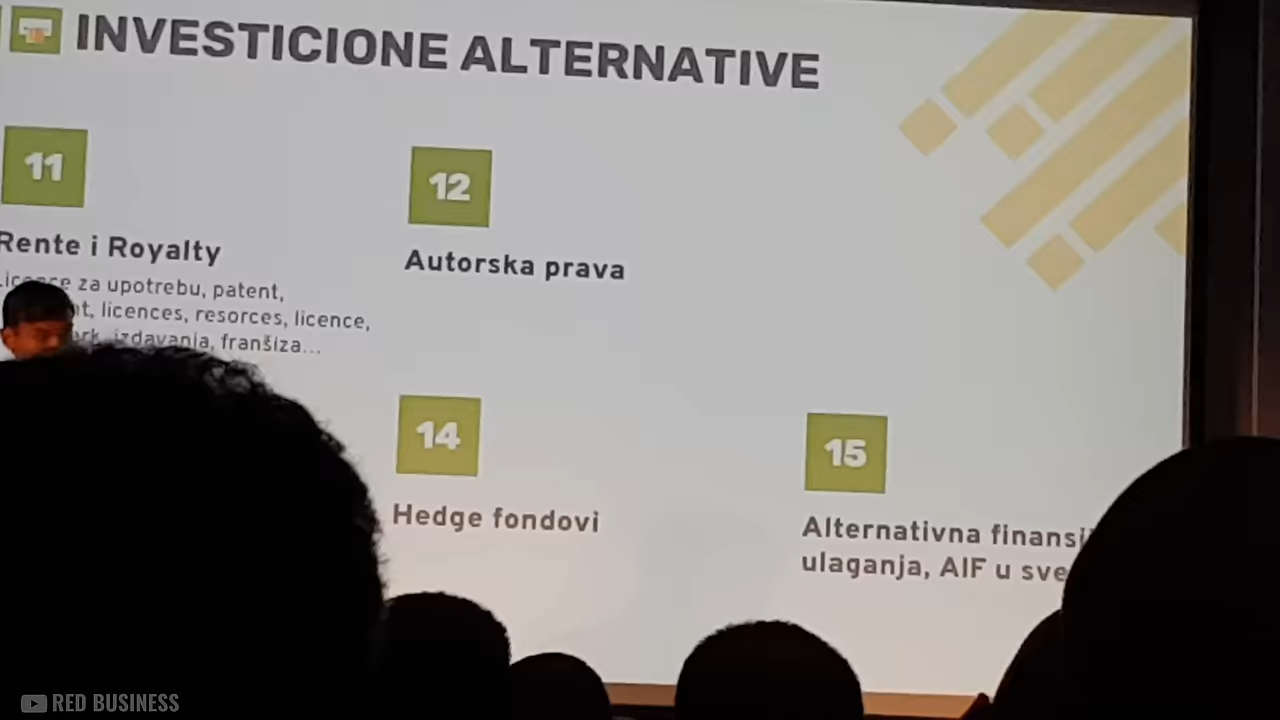 INVESTICIONE ALTERNATIVE
11
Rente i Royalty
za upotrebu, patent,
licences, resorces, licence,
izdavanja, franšiza...
12
Autorska prava
14
Hedge fondovi
15
Alternativna
ulaganja, AIF u
RED BUSINESS